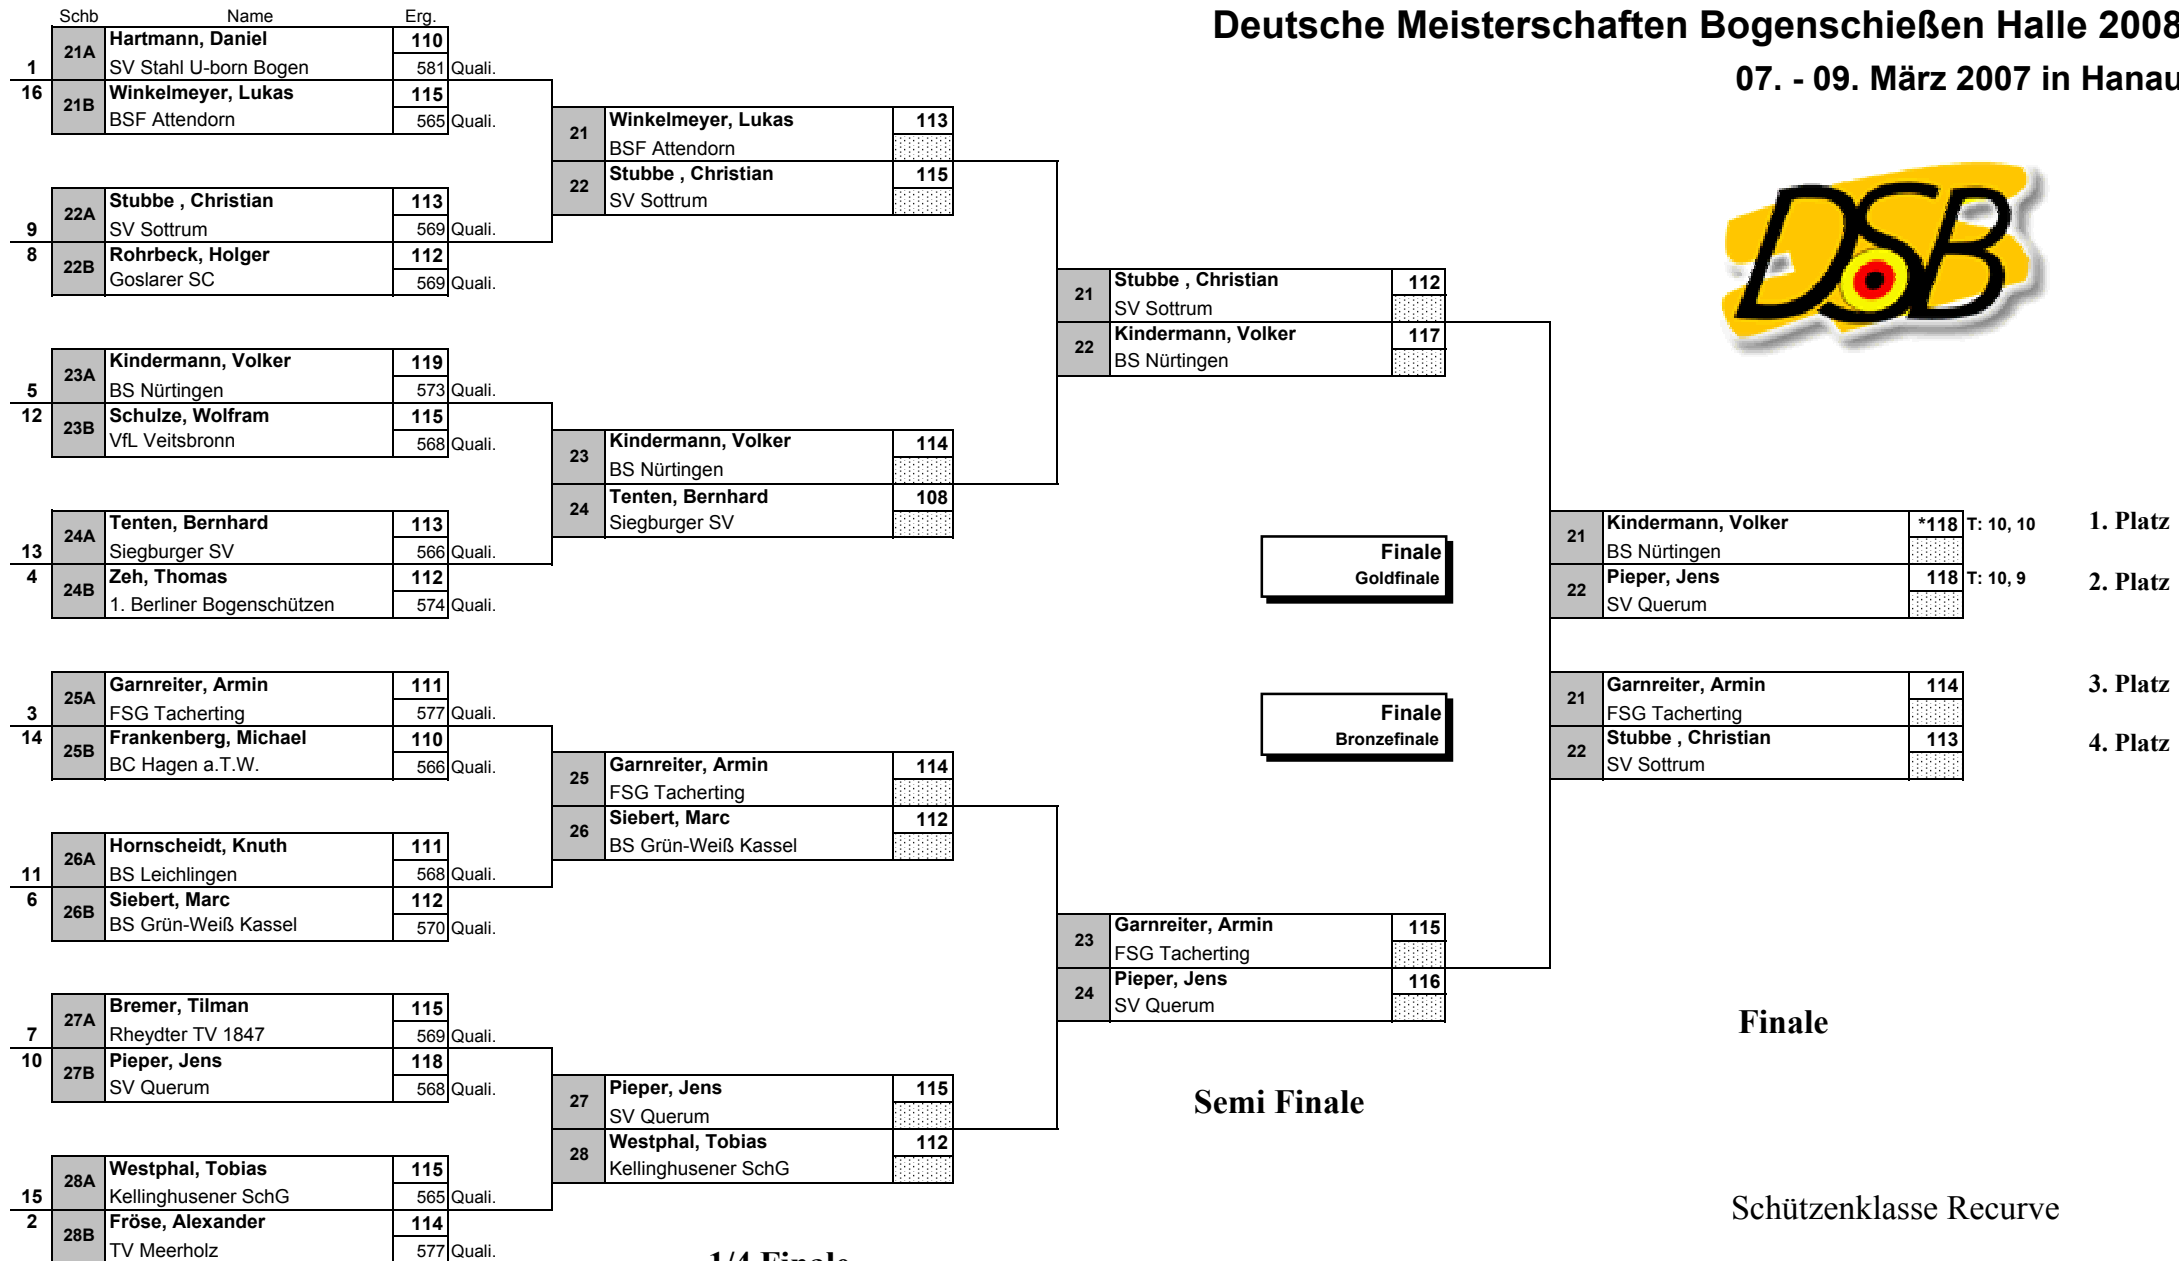 Deutsche Meisterschaften Bogenschießen Halle 2008
07. - 09. März 2007 in Hanau
DSB
Schb Name Erg.
21A Hartmann, Daniel 110
1 SV Stahl U-born Bogen 581 Quali.
16 21B Winkelmeyer, Lukas 115
BSF Attendorn 565 Quali.
22A Stubbe , Christian 113
9 SV Sottrum 569 Quali.
8 22B Rohrbeck, Holger 112
Goslarer SC 569 Quali.
23A Kindermann, Volker 119
5 BS Nürtingen 573 Quali.
12 23B Schulze, Wolfram 115
VfL Veitsbronn 568 Quali.
24A Tenten, Bernhard 113
13 Siegburger SV 566 Quali.
4 24B Zeh, Thomas 112
1. Berliner Bogenschützen 574 Quali.
25A Garnreiter, Armin 111
3 FSG Tacherting 577 Quali.
14 25B Frankenberg, Michael 110
BC Hagen a.T.W. 566 Quali.
26A Hornscheidt, Knuth 111
11 BS Leichlingen 568 Quali.
6 26B Siebert, Marc 112
BS Grün-Weiß Kassel 570 Quali.
27A Bremer, Tilman 115
7 Rheydter TV 1847 569 Quali.
10 27B Pieper, Jens 118
SV Querum 568 Quali.
28A Westphal, Tobias 115
15 Kellinghusener SchG 565 Quali.
2 28B Fröse, Alexander 114
TV Meerholz 577 Quali.
21 Winkelmeyer, Lukas 113
BSF Attendorn
22 Stubbe , Christian 115
SV Sottrum
23 Kindermann, Volker 114
BS Nürtingen
24 Tenten, Bernhard 108
Siegburger SV
25 Garnreiter, Armin 114
FSG Tacherting
26 Siebert, Marc 112
BS Grün-Weiß Kassel
27 Pieper, Jens 115
SV Querum
28 Westphal, Tobias 112
Kellinghusener SchG
1/4 Finale
21 Stubbe , Christian 112
SV Sottrum
22 Kindermann, Volker 117
BS Nürtingen
Finale
Goldfinale
Finale
Bronzefinale
23 Garnreiter, Armin 115
FSG Tacherting
24 Pieper, Jens 116
SV Querum
Semi Finale
21 Kindermann, Volker *118 T: 10, 10 1. Platz
BS Nürtingen
22 Pieper, Jens 118 T: 10, 9 2. Platz
SV Querum
21 Garnreiter, Armin 114 3. Platz
FSG Tacherting
22 Stubbe , Christian 113 4. Platz
SV Sottrum
Finale
Schützenklasse Recurve